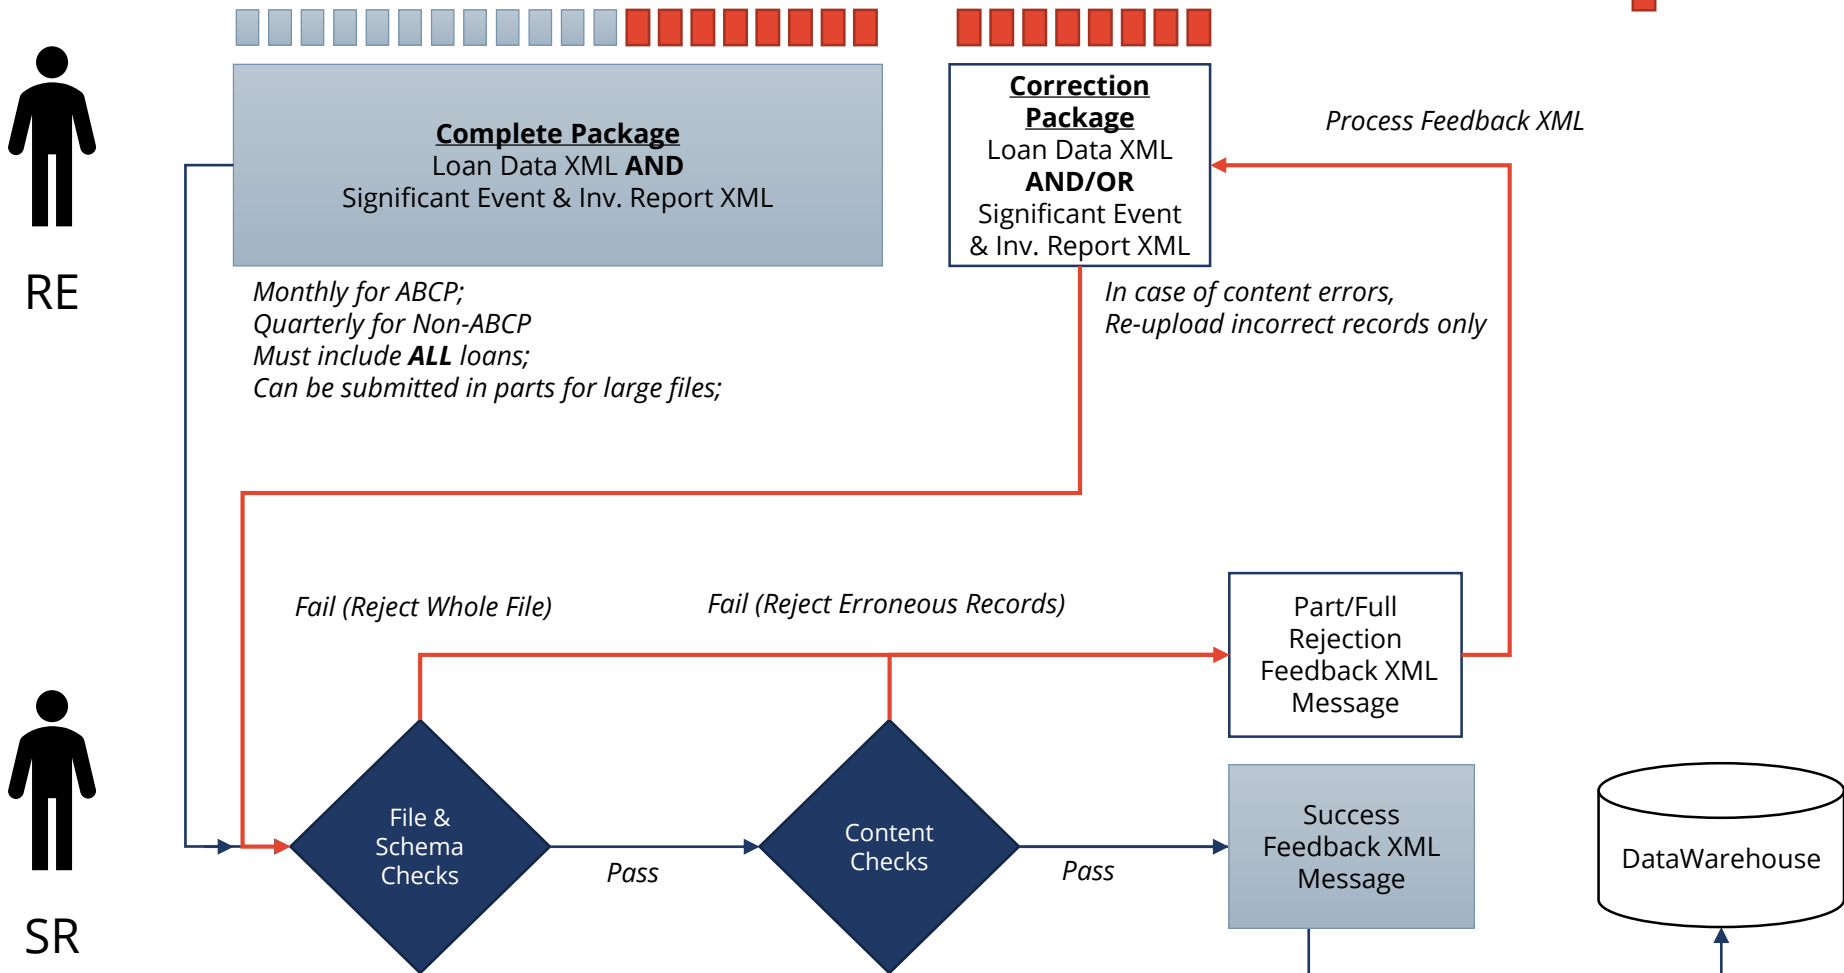 Complete Package
Loan Data XML AND
Significant Event & Inv. Report XML
Correction
Package
Loan Data XML
AND/OR
Significant Event
& Inv. Report XML
Process Feedback XML
RE
Monthly for ABCP;
Quarterly for Non-ABCP
Must include ALL loans;
Can be submitted in parts for large files;
In case of content errors,
Re-upload incorrect records only
Fail (Reject Whole File)
Fail (Reject Erroneous Records)
Part/Full
Rejection
Feedback XML
Message
File &
Schema
Checks
Pass
Content
Checks
Pass
Success
Feedback XML
Message
DataWarehouse
SR